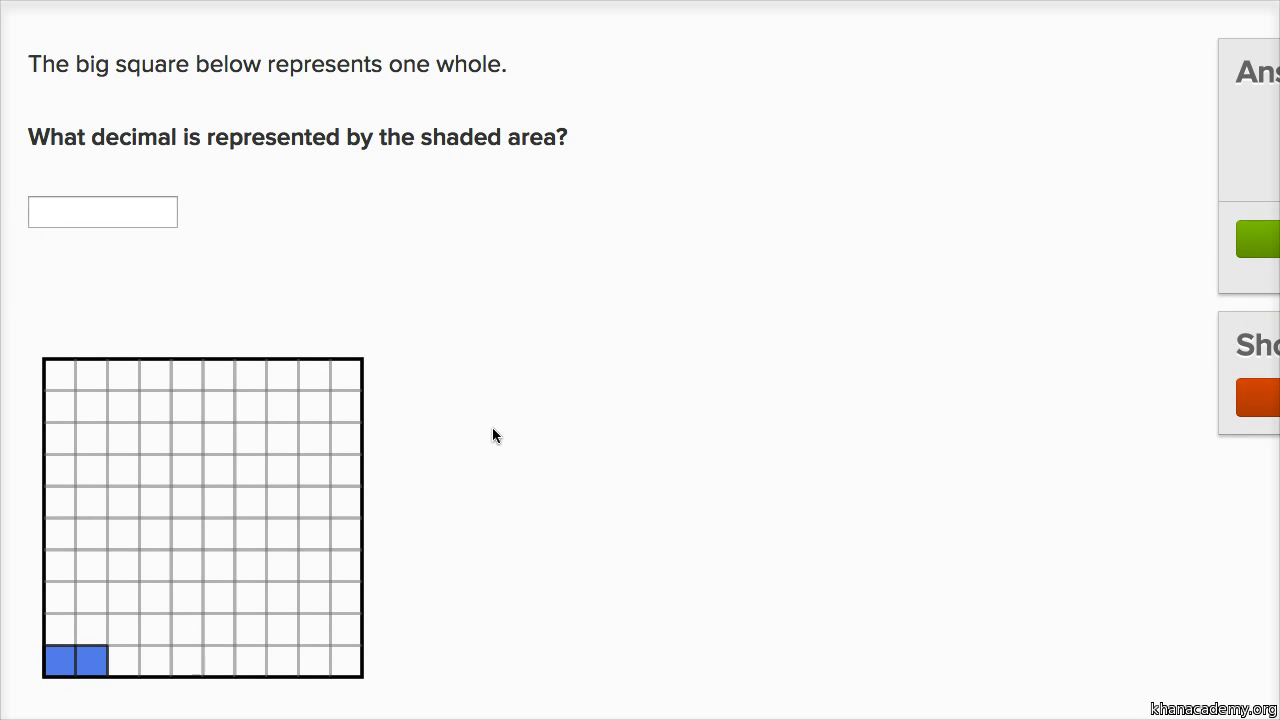 The big square below represents one whole.
Ans
What decimal is represented by the shaded area?
Sho
khanacademy.org